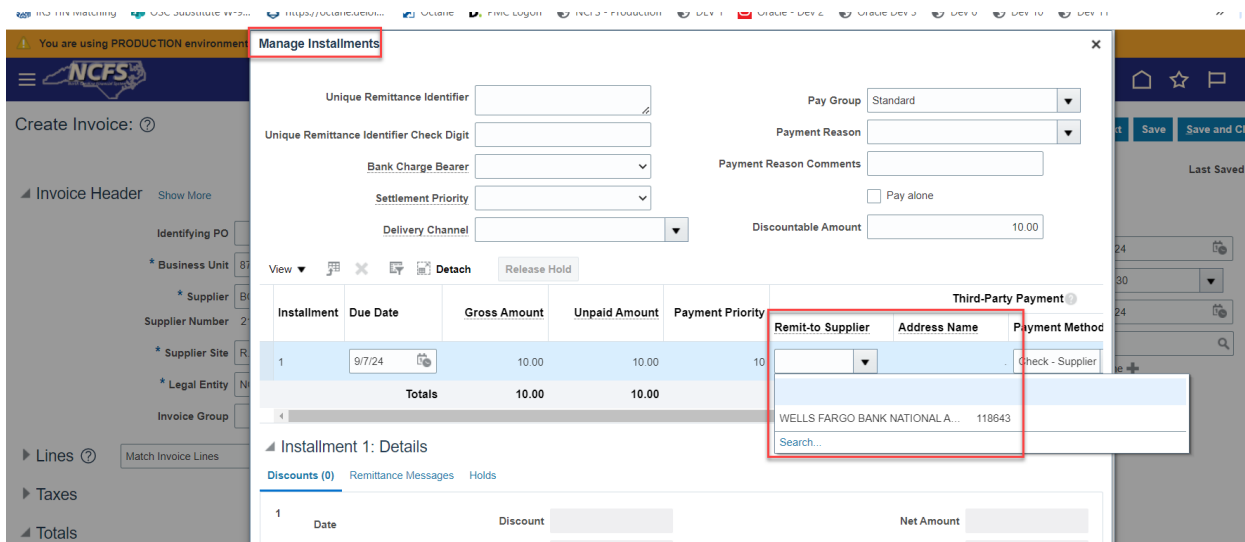 You are using PRODUCTION environment
NCFS
Create Invoice:
Save
Last Saved
Invoice Header Show More
Identifying PO
* Business Unit
* Supplier
Supplier Number
* Supplier Site
* Legal Entity
Invoice Group
Lines
Match Invoice Lines
Taxes
Totals
Manage Installments
Unique Remittance Identifier
Unique Remittance Identifier Check Digit
Bank Charge Bearer
Settlement Priority
Delivery Channel
Pay Group Standard
Payment Reason
Payment Reason Comments
Pay alone
Discountable Amount 10.00
View Detach Release Hold
Third-Party Payment
Installment Due Date Gross Amount Unpaid Amount Payment Priority Remit-to Supplier Address Name Payment Method
1 9/7/24 10.00 10.00 10 Check - Supplier
Totals 10.00 10.00
WELLS FARGO BANK NATIONAL A... 118643
Search...
Installment 1: Details
Discounts (0) Remittance Messages Holds
1
Date Discount Net Amount